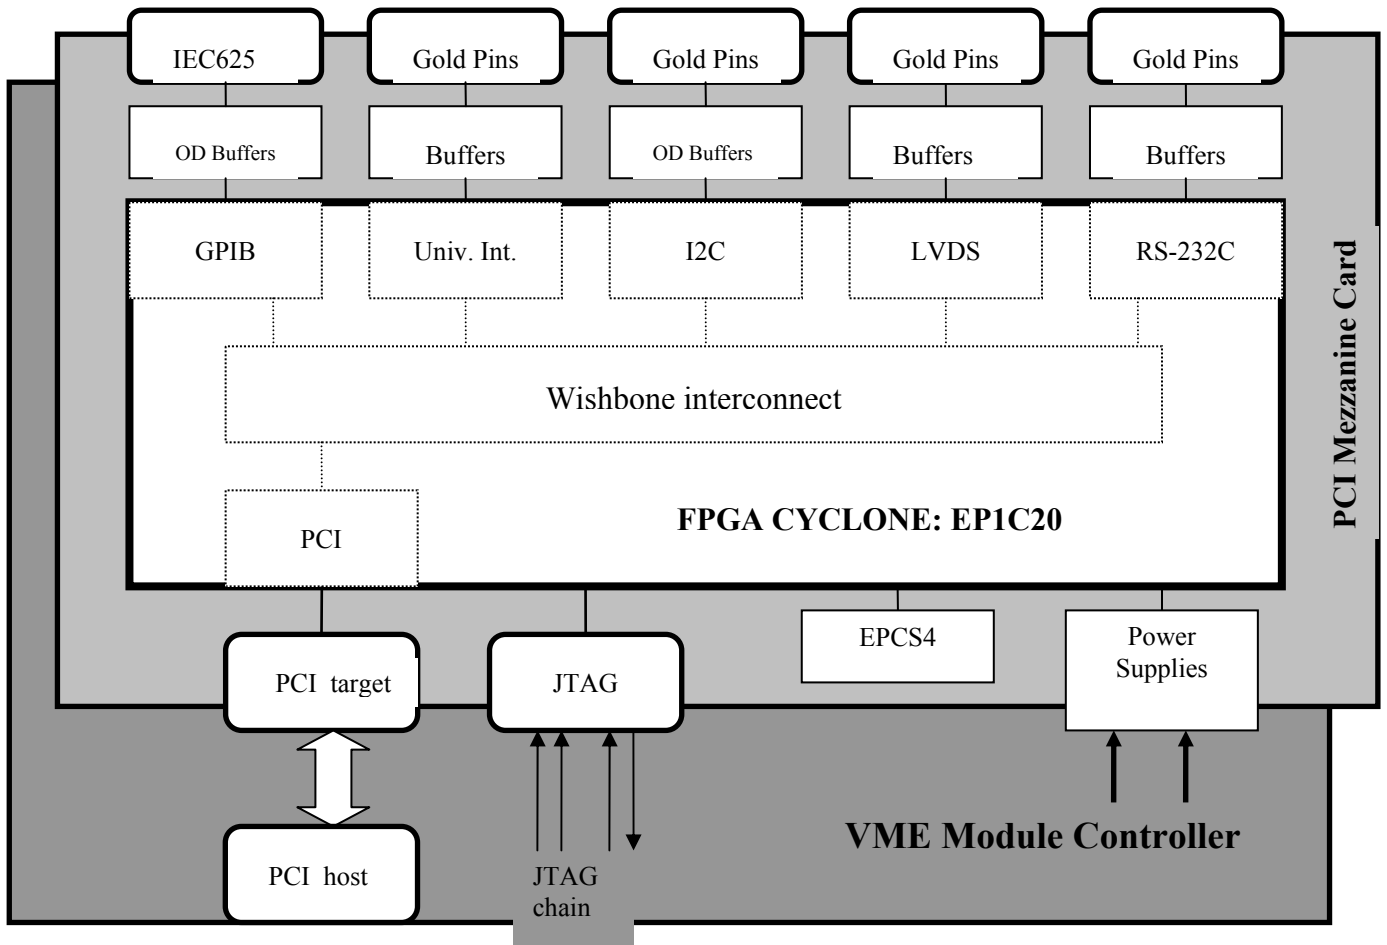 IEC625
Gold Pins
Gold Pins
Gold Pins
Gold Pins
OD Buffers
Buffers
OD Buffers
Buffers
Buffers
GPIB
Univ. Int.
I2C
LVDS
RS-232C
Wishbone interconnect
PCI Mezzanine Card
FPGA CYCLONE: EP1C20
PCI
PCI target
JTAG
EPCS4
Power
Supplies
VME Module Controller
PCI host
JTAG
chain